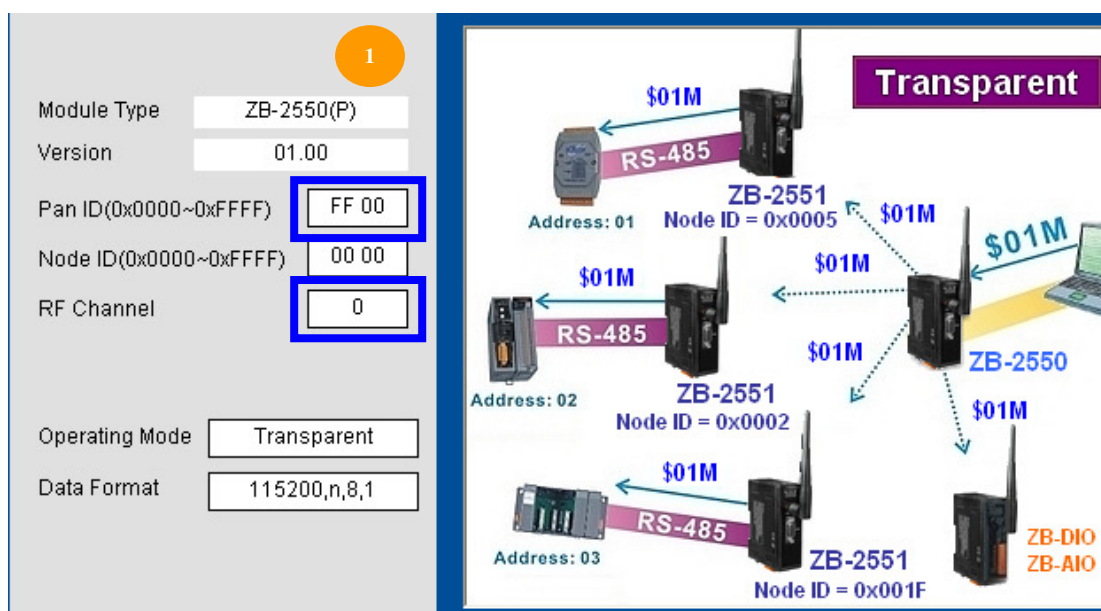 1
Module Type ZB-2550(P)
Version 01.00
Pan ID(0x0000~0xFFFF) FF 00
Node ID(0x0000~0xFFFF) 00 00
RF Channel 0
Operating Mode Transparent
Data Format 115200,n,8,1
Transparent
$01M
RS-485
ZB-2551
Address: 01 Node ID = 0x0005
$01M
$01M
$01M
$01M
RS-485
$01M
ZB-2550
ZB-2551
Address: 02
Node ID = 0x0002
$01M
$01M
RS-485
ZB-DIO
ZB-AIO
Address: 03
ZB-2551
Node ID = 0x001F